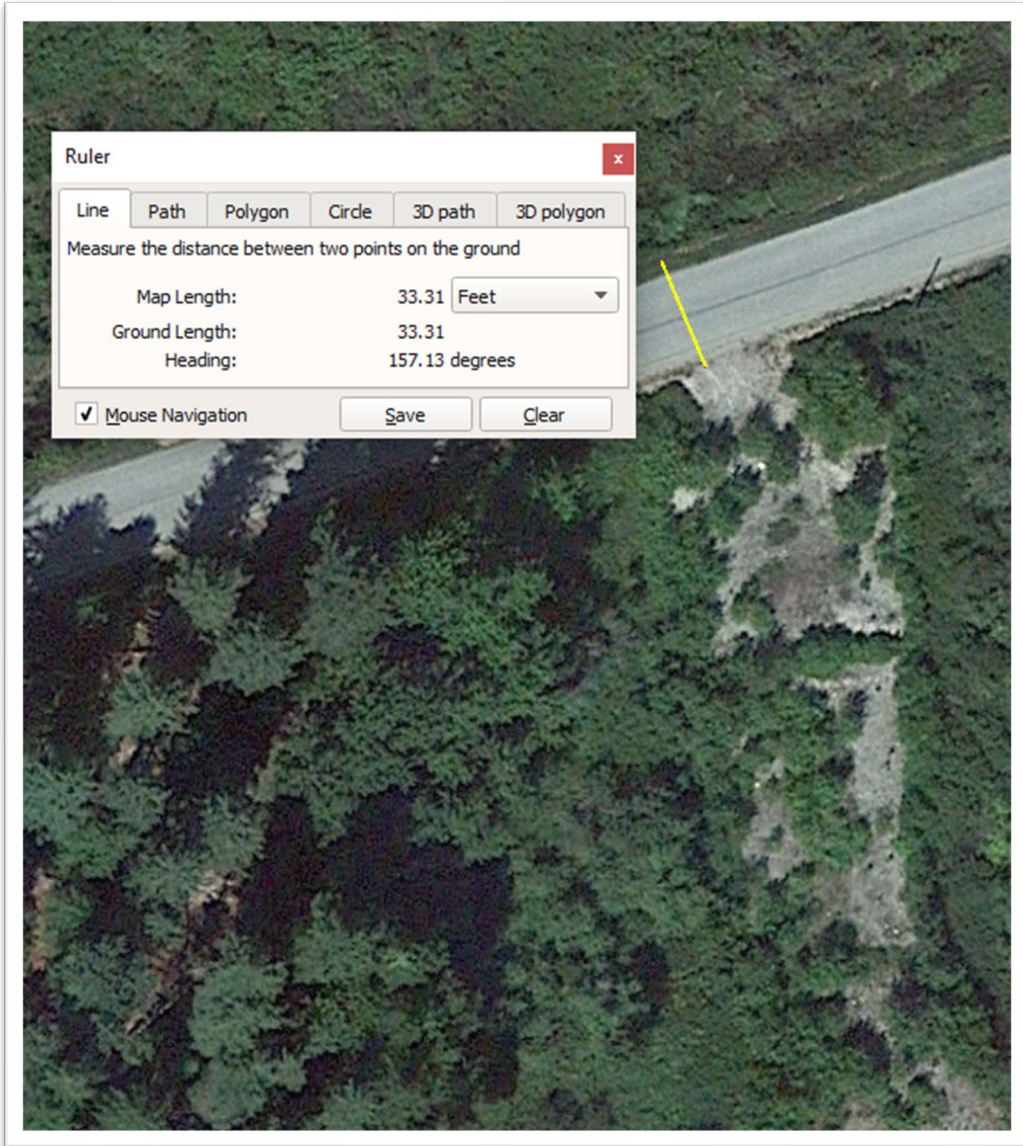 Ruler
x
Line Path Polygon Circle 3D path 3D polygon
Measure the distance between two points on the ground
Map Length: 33.31 Feet
Ground Length: 33.31
Heading: 157.13 degrees
Mouse Navigation Save Clear